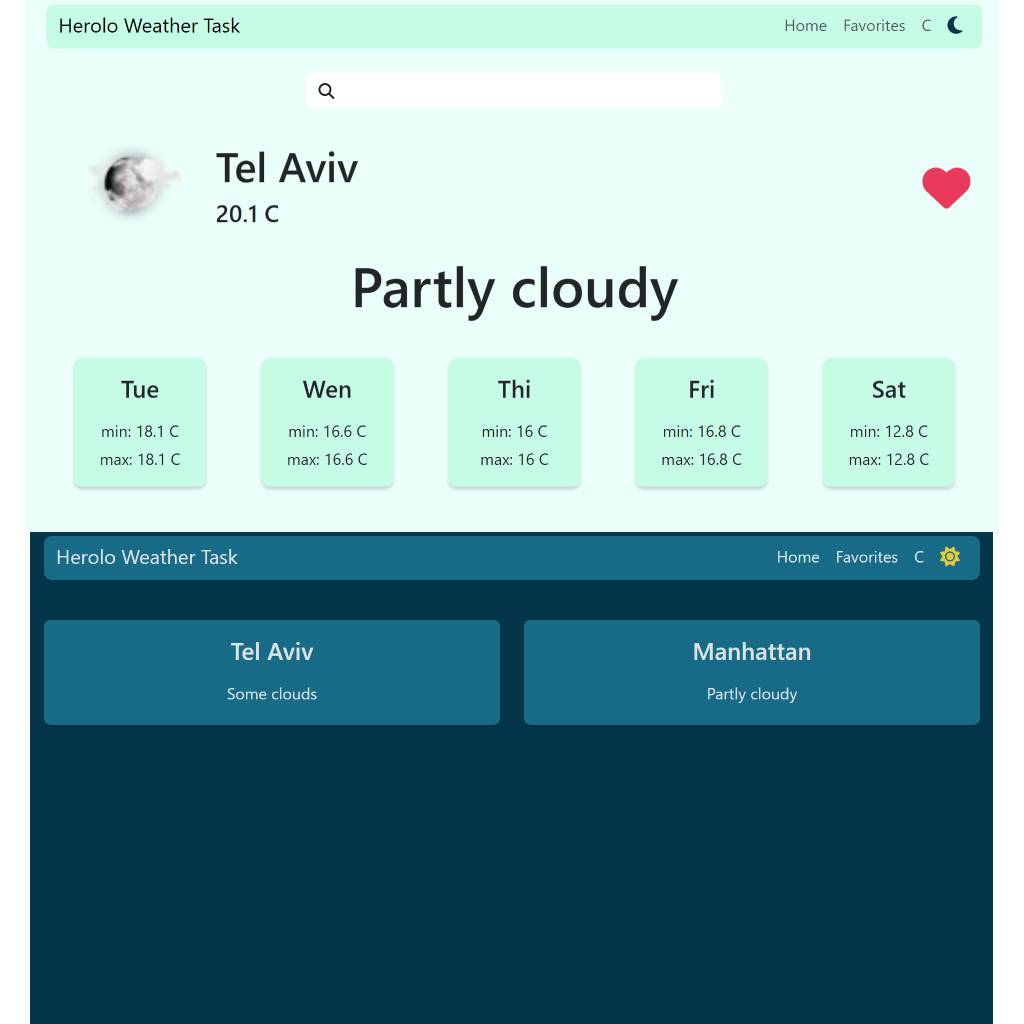 Herolo Weather Task Home Favorites C
Tel Aviv
20.1 C
Partly cloudy
Tue Wen Thi Fri Sat
min: 18.1 C min: 16.6 C min: 16 C min: 16.8 C min: 12.8 C
max: 18.1 C max: 16.6 C max: 16 C max: 16.8 C max: 12.8 C
Herolo Weather Task Home Favorites C
Tel Aviv Manhattan
Some clouds Partly cloudy